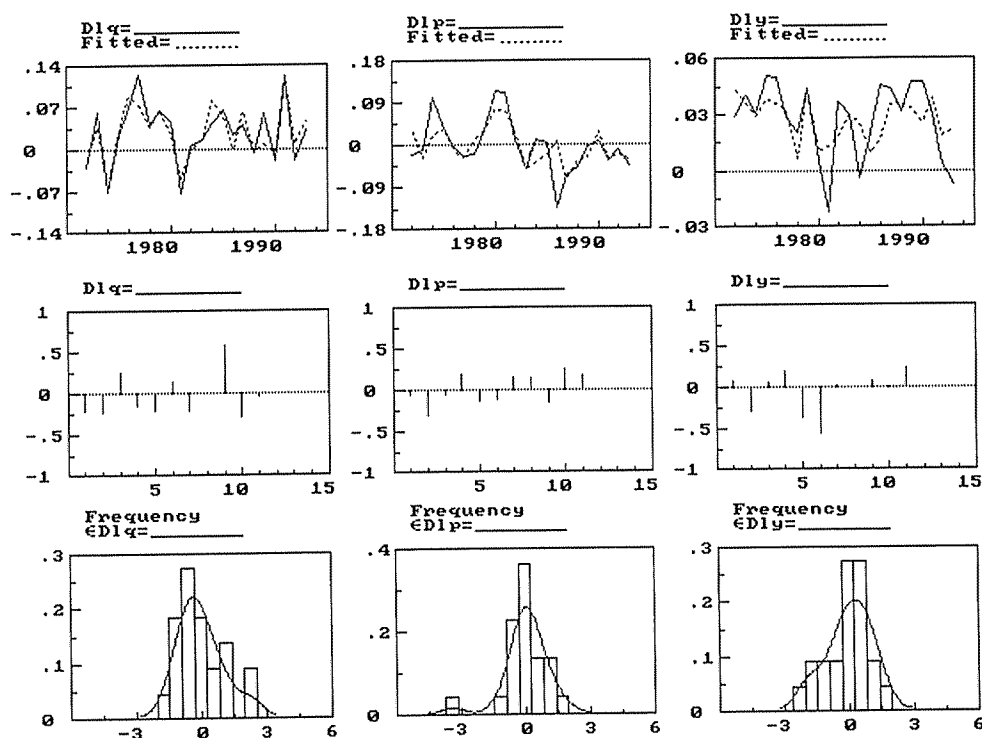 Dlq=
Fitted=
.14
.07
0
-.07
-.14
1980 1990
Dlp=
Fitted=
.18
.09
0
-.09
-.18
1980 1990
Dly=
Fitted=
.06
.03
0
-.03
1980 1990
Dlq=
1
.5
0
-.5
-1
5 10 15
Dlp=
1
.5
0
-.5
-1
5 10 15
Dly=
1
.5
0
-.5
-1
5 10 15
Frequency
€Dlq=
.3
.2
.1
0
-3 0 3 6
Frequency
€Dlp=
.4
.2
0
-3 0 3 6
Frequency
€Dly=
.3
.2
.1
0
-3 0 3 6